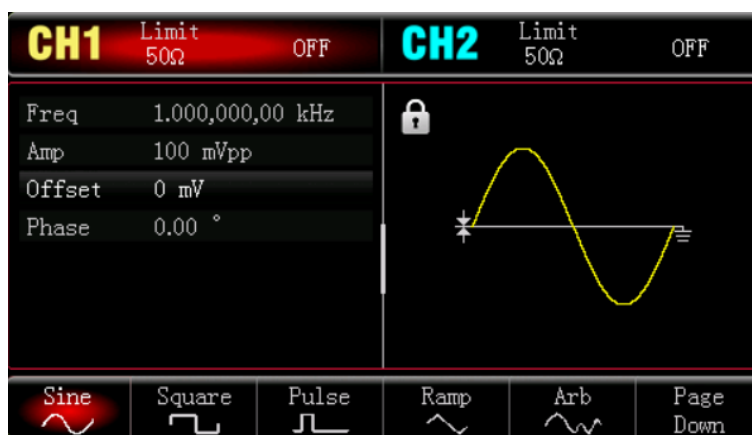 CH1 Limit 50Ω OFF
CH2 Limit 50Ω OFF
Freq 1.000,000,00 kHz
Amp 100 mVpp
Offset 0 mV
Phase 0.00 °
Sine Square Pulse Ramp Arb Page Down